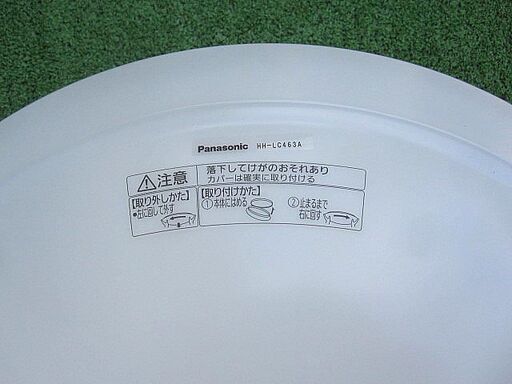 Panasonic HH-LC463A
⚠注意
落下してけがのおそれあり
カバーは確実に取り付ける
【取り外しかた】
●左に回して外す
【取り付けかた】
①本体にはめる
②止まるまで
右に回す